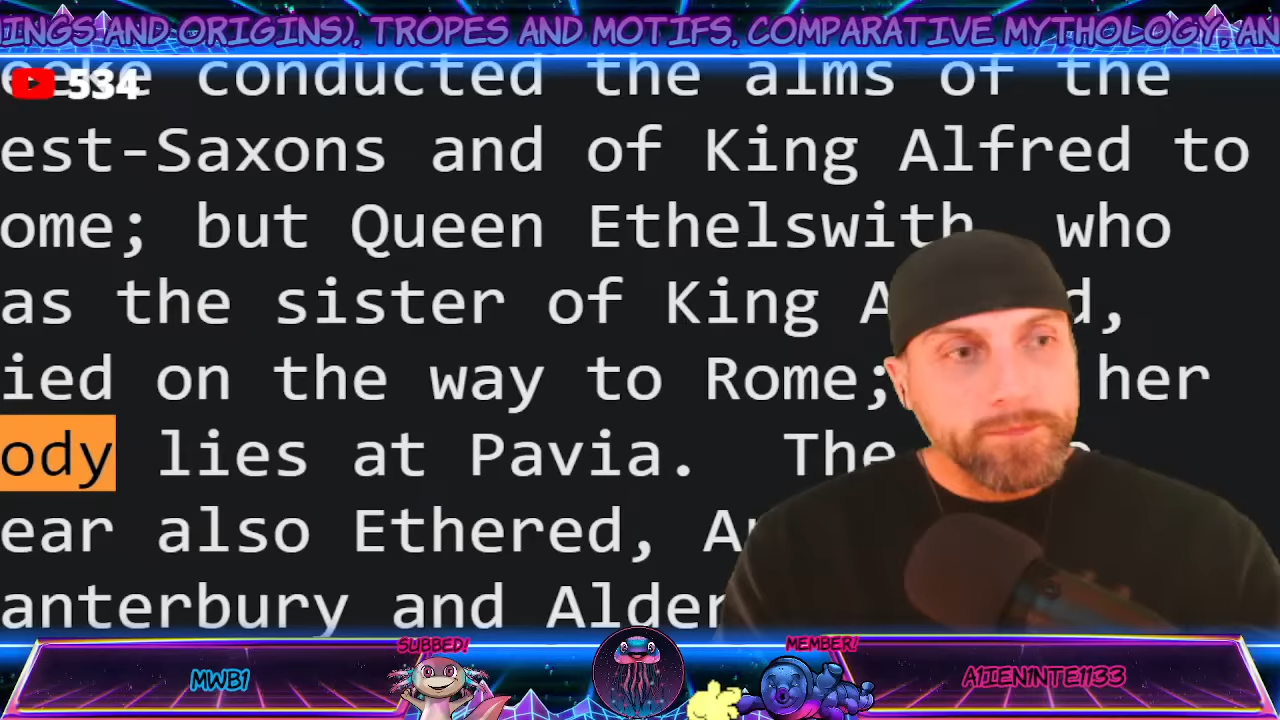 INGS AND ORIGINS), TROPES AND MOTIFS, COMPARATIVE MYTHOLOGY, AN
534
conducted the alms of the
est-Saxons and of King Alfred to
ome; but Queen Ethelswith, who
as the sister of King A d,
ied on the way to Rome; her
ody lies at Pavia. The
ear also Ethered, A
anterbury and Alder
SUBBED!
MEMBER!
MWB1
A1IEN1NTE1133